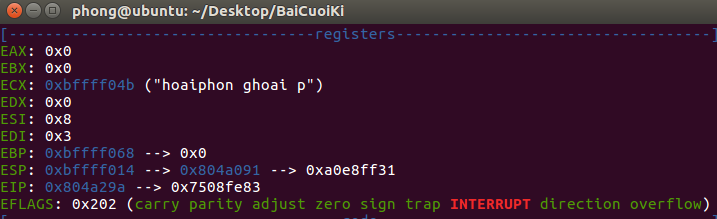 phong@ubuntu: ~/Desktop/BaiCuoiKi
[----------------------------------registers-----------------------------------]
EAX: 0x0
EBX: 0x0
ECX: 0xbffff04b ("hoaiphon ghoai p")
EDX: 0x0
ESI: 0x8
EDI: 0x3
EBP: 0xbffff068 --> 0x0
ESP: 0xbffff014 --> 0x804a091 --> 0xa0e8ff31
EIP: 0x804a29a --> 0x7508fe83
EFLAGS: 0x202 (carry parity adjust zero sign trap INTERRUPT direction overflow)